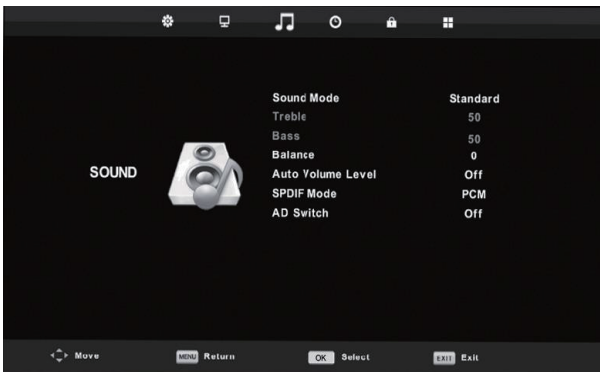 Sound Mode Standard
Treble 50
Bass 50
Balance 0
SOUND
Auto Volume Level Off
SPDIF Mode PCM
AD Switch Off
Move MENU Return OK Select EXIT Exit